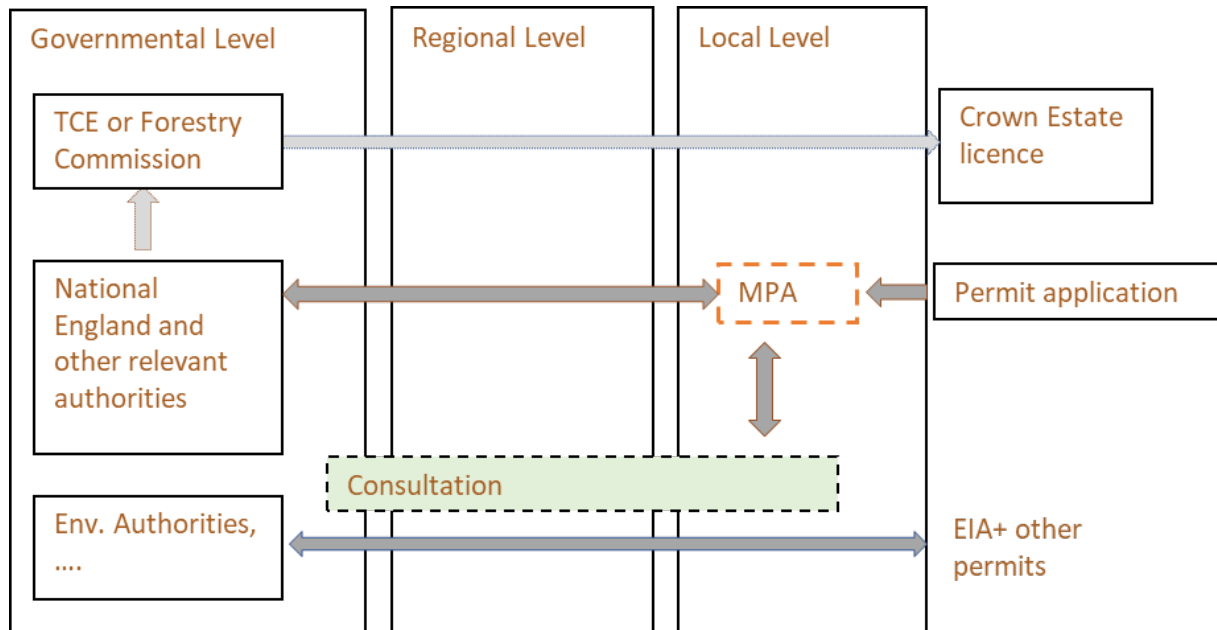 Governmental Level
Regional Level
Local Level
TCE or Forestry
Commission
Crown Estate
licence
National
England and
other relevant
authorities
MPA
Permit application
Consultation
Env. Authorities,
....
EIA+ other
permits